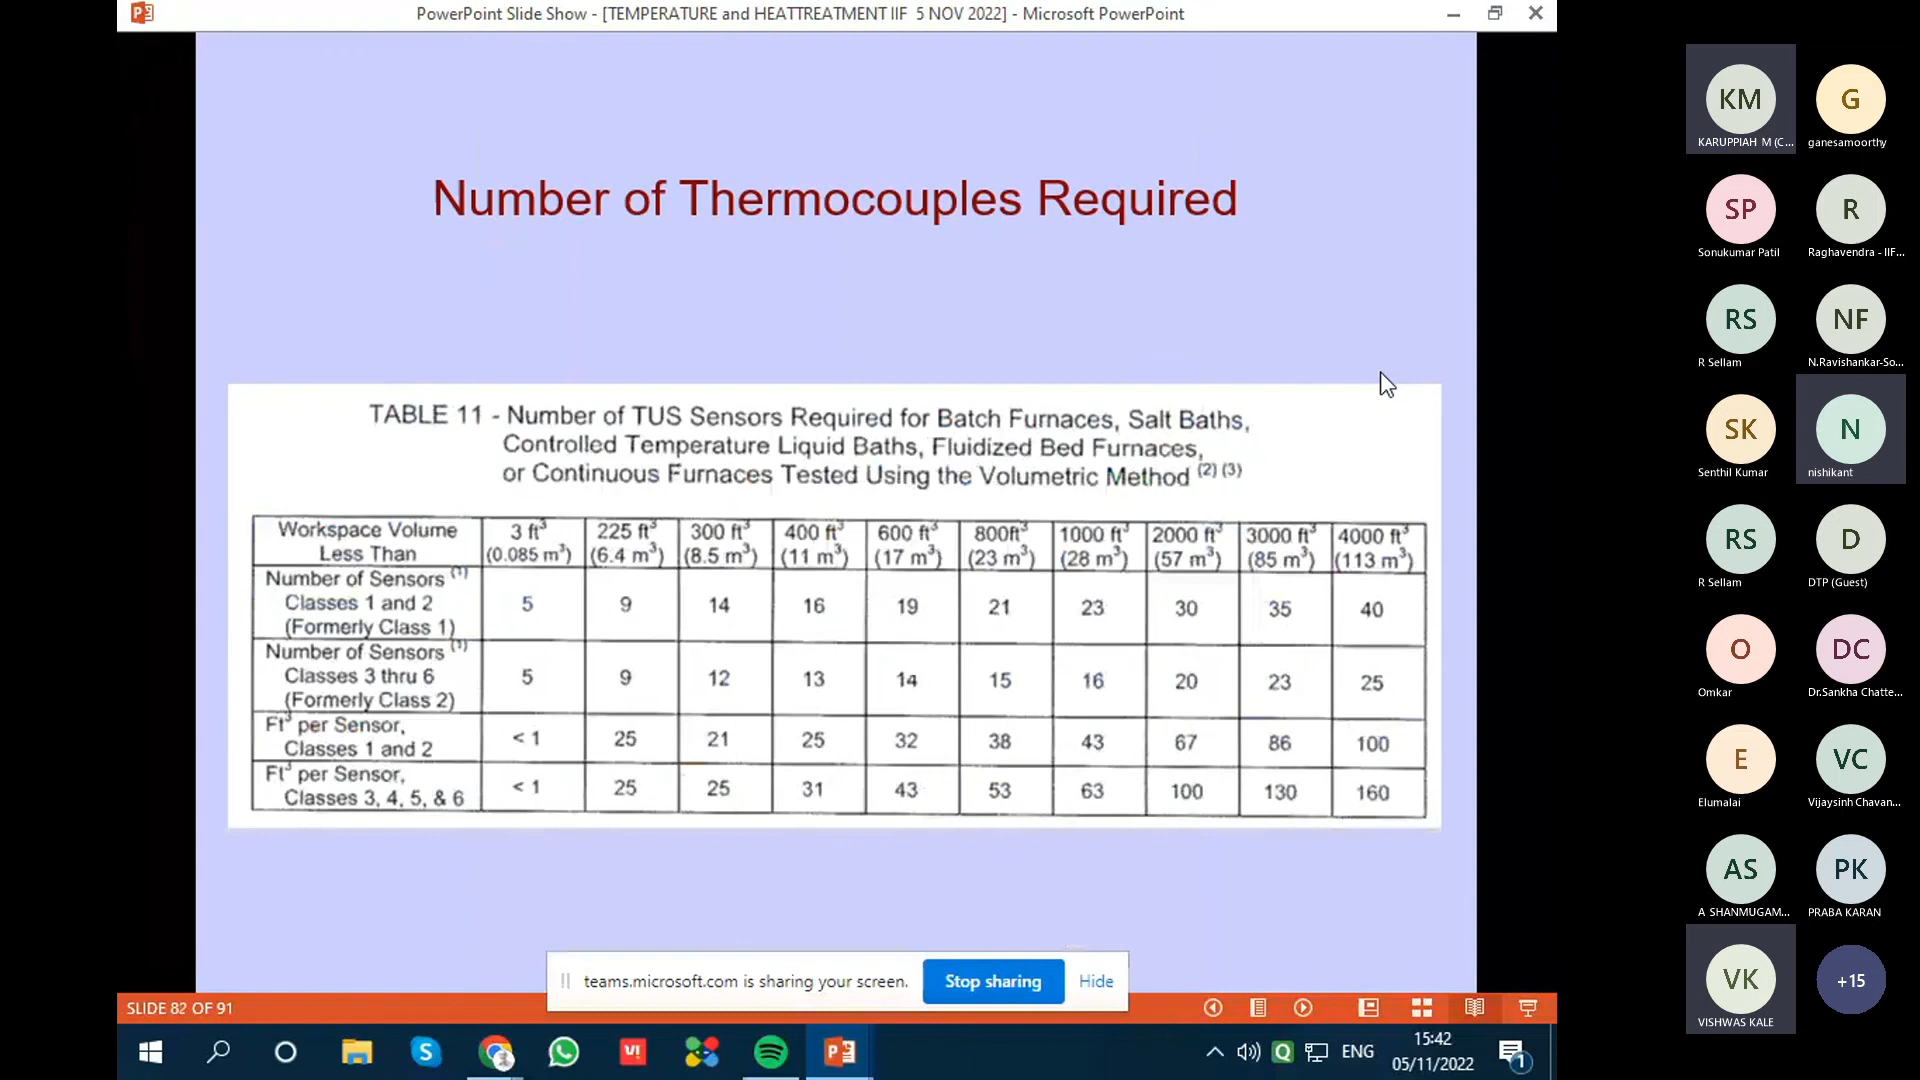 PowerPoint Slide Show - [TEMPERATURE and HEATTREATMENT IIF 5 NOV 2022] - Microsoft PowerPoint
Number of Thermocouples Required
TABLE 11 - Number of TUS Sensors Required for Batch Furnaces, Salt Baths,
Controlled Temperature Liquid Baths, Fluidized Bed Furnaces,
or Continuous Furnaces Tested Using the Volumetric Method (2) (3)
Workspace Volume Less Than 3 ft³ (0.085 m³) 225 ft³ (6.4 m³) 300 ft³ (8.5 m³) 400 ft³ (11 m³) 600 ft³ (17 m³) 800ft³ (23 m³) 1000 ft³ (28 m³) 2000 ft³ (57 m³) 3000 ft³ (85 m³) 4000 ft³ (113 m³)
Number of Sensors (1) Classes 1 and 2 (Formerly Class 1) 5 9 14 16 19 21 23 30 35 40
Number of Sensors (1) Classes 3 thru 6 (Formerly Class 2) 5 9 12 13 14 15 16 20 23 25
Ft³ per Sensor, Classes 1 and 2 < 1 25 21 25 32 38 43 67 86 100
Ft³ per Sensor, Classes 3, 4, 5, & 6 < 1 25 25 31 43 53 63 100 130 160
teams.microsoft.com is sharing your screen. Stop sharing Hide
SLIDE 82 OF 91
ENG
15:42
05/11/2022
1
KM G
KARUPPIAH M (C... ganesamoorthy
SP R
Sonukumar Patil Raghavendra - IIF...
RS NF
R Sellam N.Ravishankar-So...
SK N
Senthil Kumar nishikant
RS D
R Sellam DTP (Guest)
O DC
Omkar Dr.Sankha Chatte...
E VC
Elumalai Vijaysinh Chavan...
AS PK
A SHANMUGAM... PRABA KARAN
VK +15
VISHWAS KALE